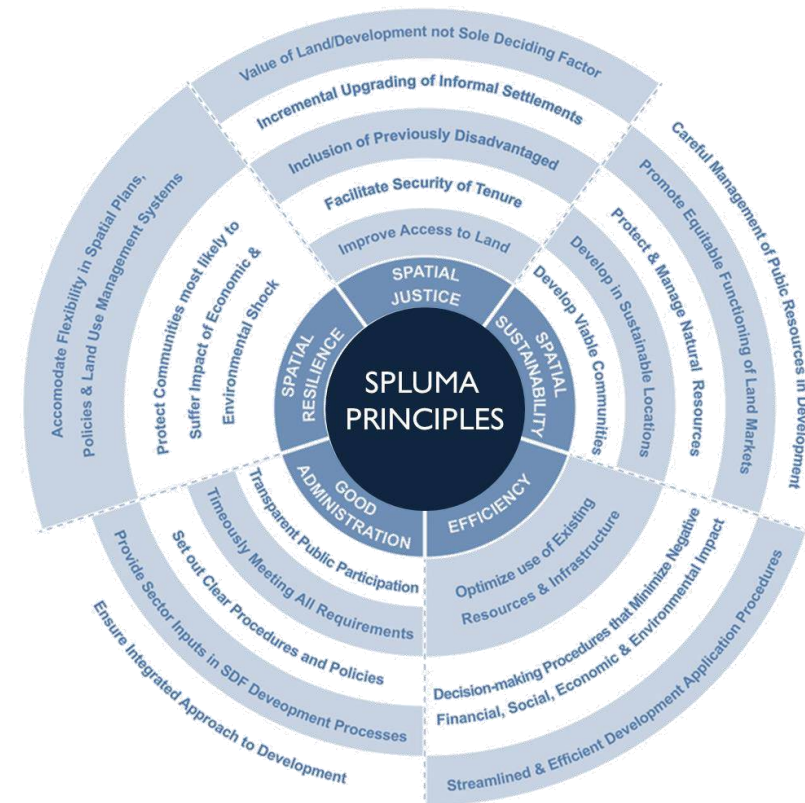 SPLUMA
PRINCIPLES
SPATIAL
JUSTICE
Improve Access to Land
Facilitate Security of Tenure
Inclusion of Previously Disadvantaged
Incremental Upgrading of Informal Settlements
Value of Land/Development not Sole Deciding Factor
SPATIAL
SUSTAINABILITY
Develop Viable Communities
Develop in Sustainable Locations
Protect & Manage Natural Resources
Promote Equitable Functioning of Land Markets
Careful Management of Pubic Resources in Development
EFFICIENCY
Optimize use of Existing
Resources & Infrastructure
Decision-making Procedures that Minimize Negative
Financial, Social, Economic & Environmental Impact
Streamlined & Efficient Development Application Procedures
GOOD
ADMINISTRATION
Transparent Public Participation
Timeously Meeting All Requirements
Set out Clear Procedures and Policies
Provide Sector Inputs in SDF Deveopment Processes
Ensure Integrated Approach to Development
SPATIAL
RESILIENCE
Protect Communities most likely to
Suffer Impact of Economic &
Environmental Shock
Accomodate Flexibility in Spatial Plans,
Policies & Land Use Management Systems